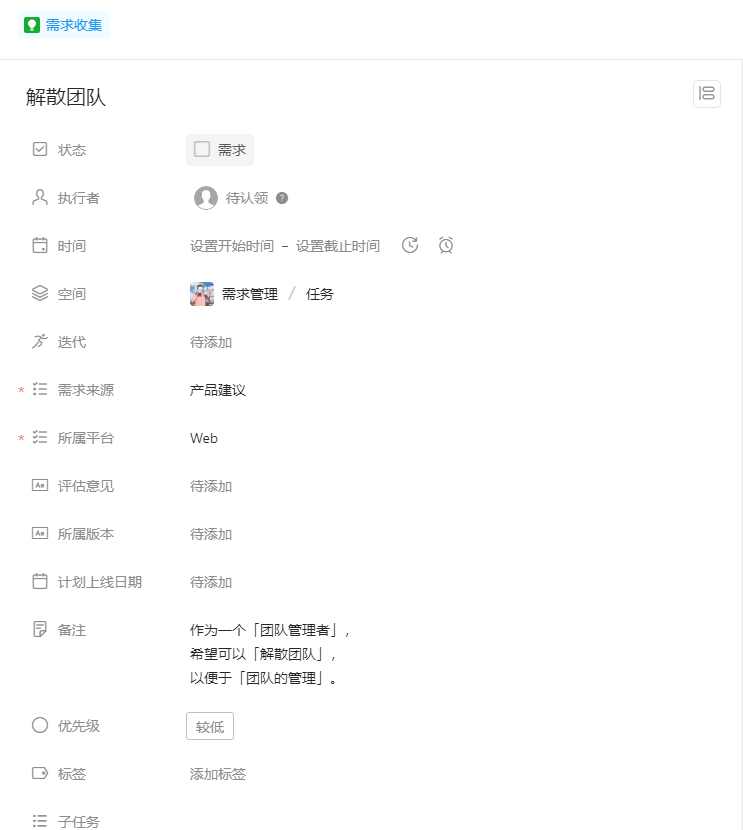 需求收集
解散团队
状态 需求
执行者 待认领 ?
时间 设置开始时间 – 设置截止时间
空间 需求管理 / 任务
迭代 待添加
* 需求来源 产品建议
* 所属平台 Web
Aa 评估意见 待添加
Aa 所属版本 待添加
计划上线日期 待添加
备注 作为一个「团队管理者」,
希望可以「解散团队」,
以便于「团队的管理」。
优先级 较低
标签 添加标签
子任务